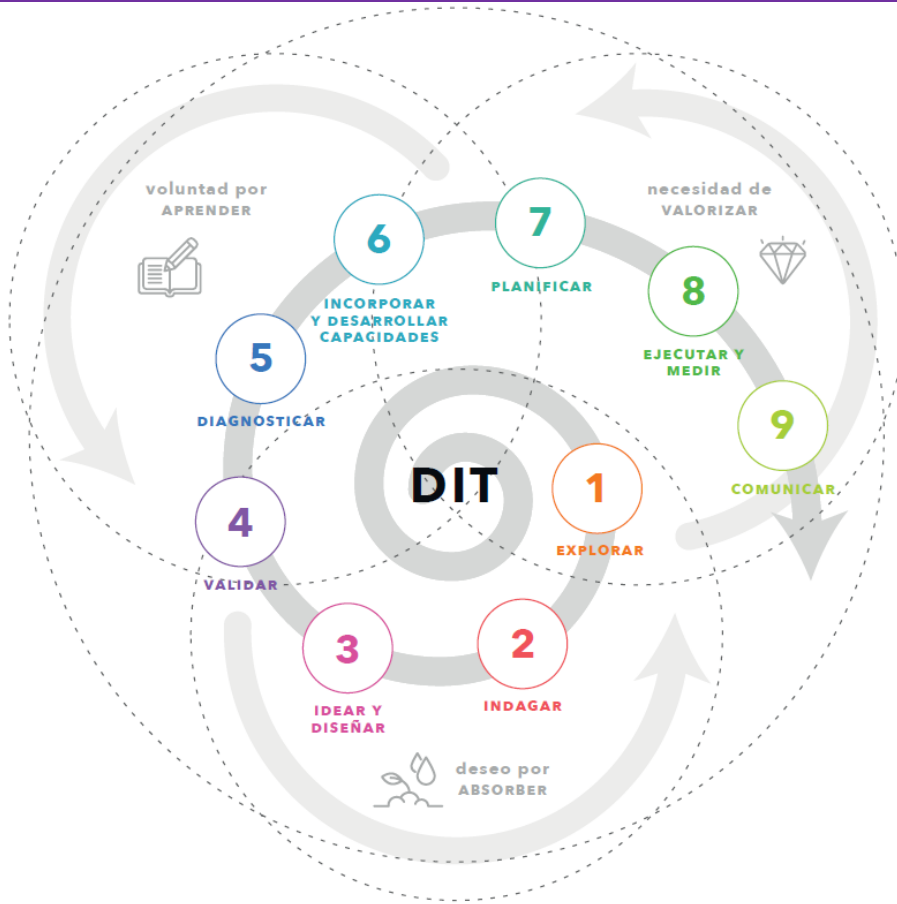 voluntad por
APRENDER
necesidad de
VALORIZAR
6
INCORPORAR
Y DESARROLLAR
CAPACIDADES
7
PLANIFICAR
8
EJECUTAR Y
MEDIR
5
DIAGNOSTICAR
9
COMUNICAR
DIT
1
EXPLORAR
4
VALIDAR
3
IDEAR Y
DISEÑAR
2
INDAGAR
deseo por
ABSORBER